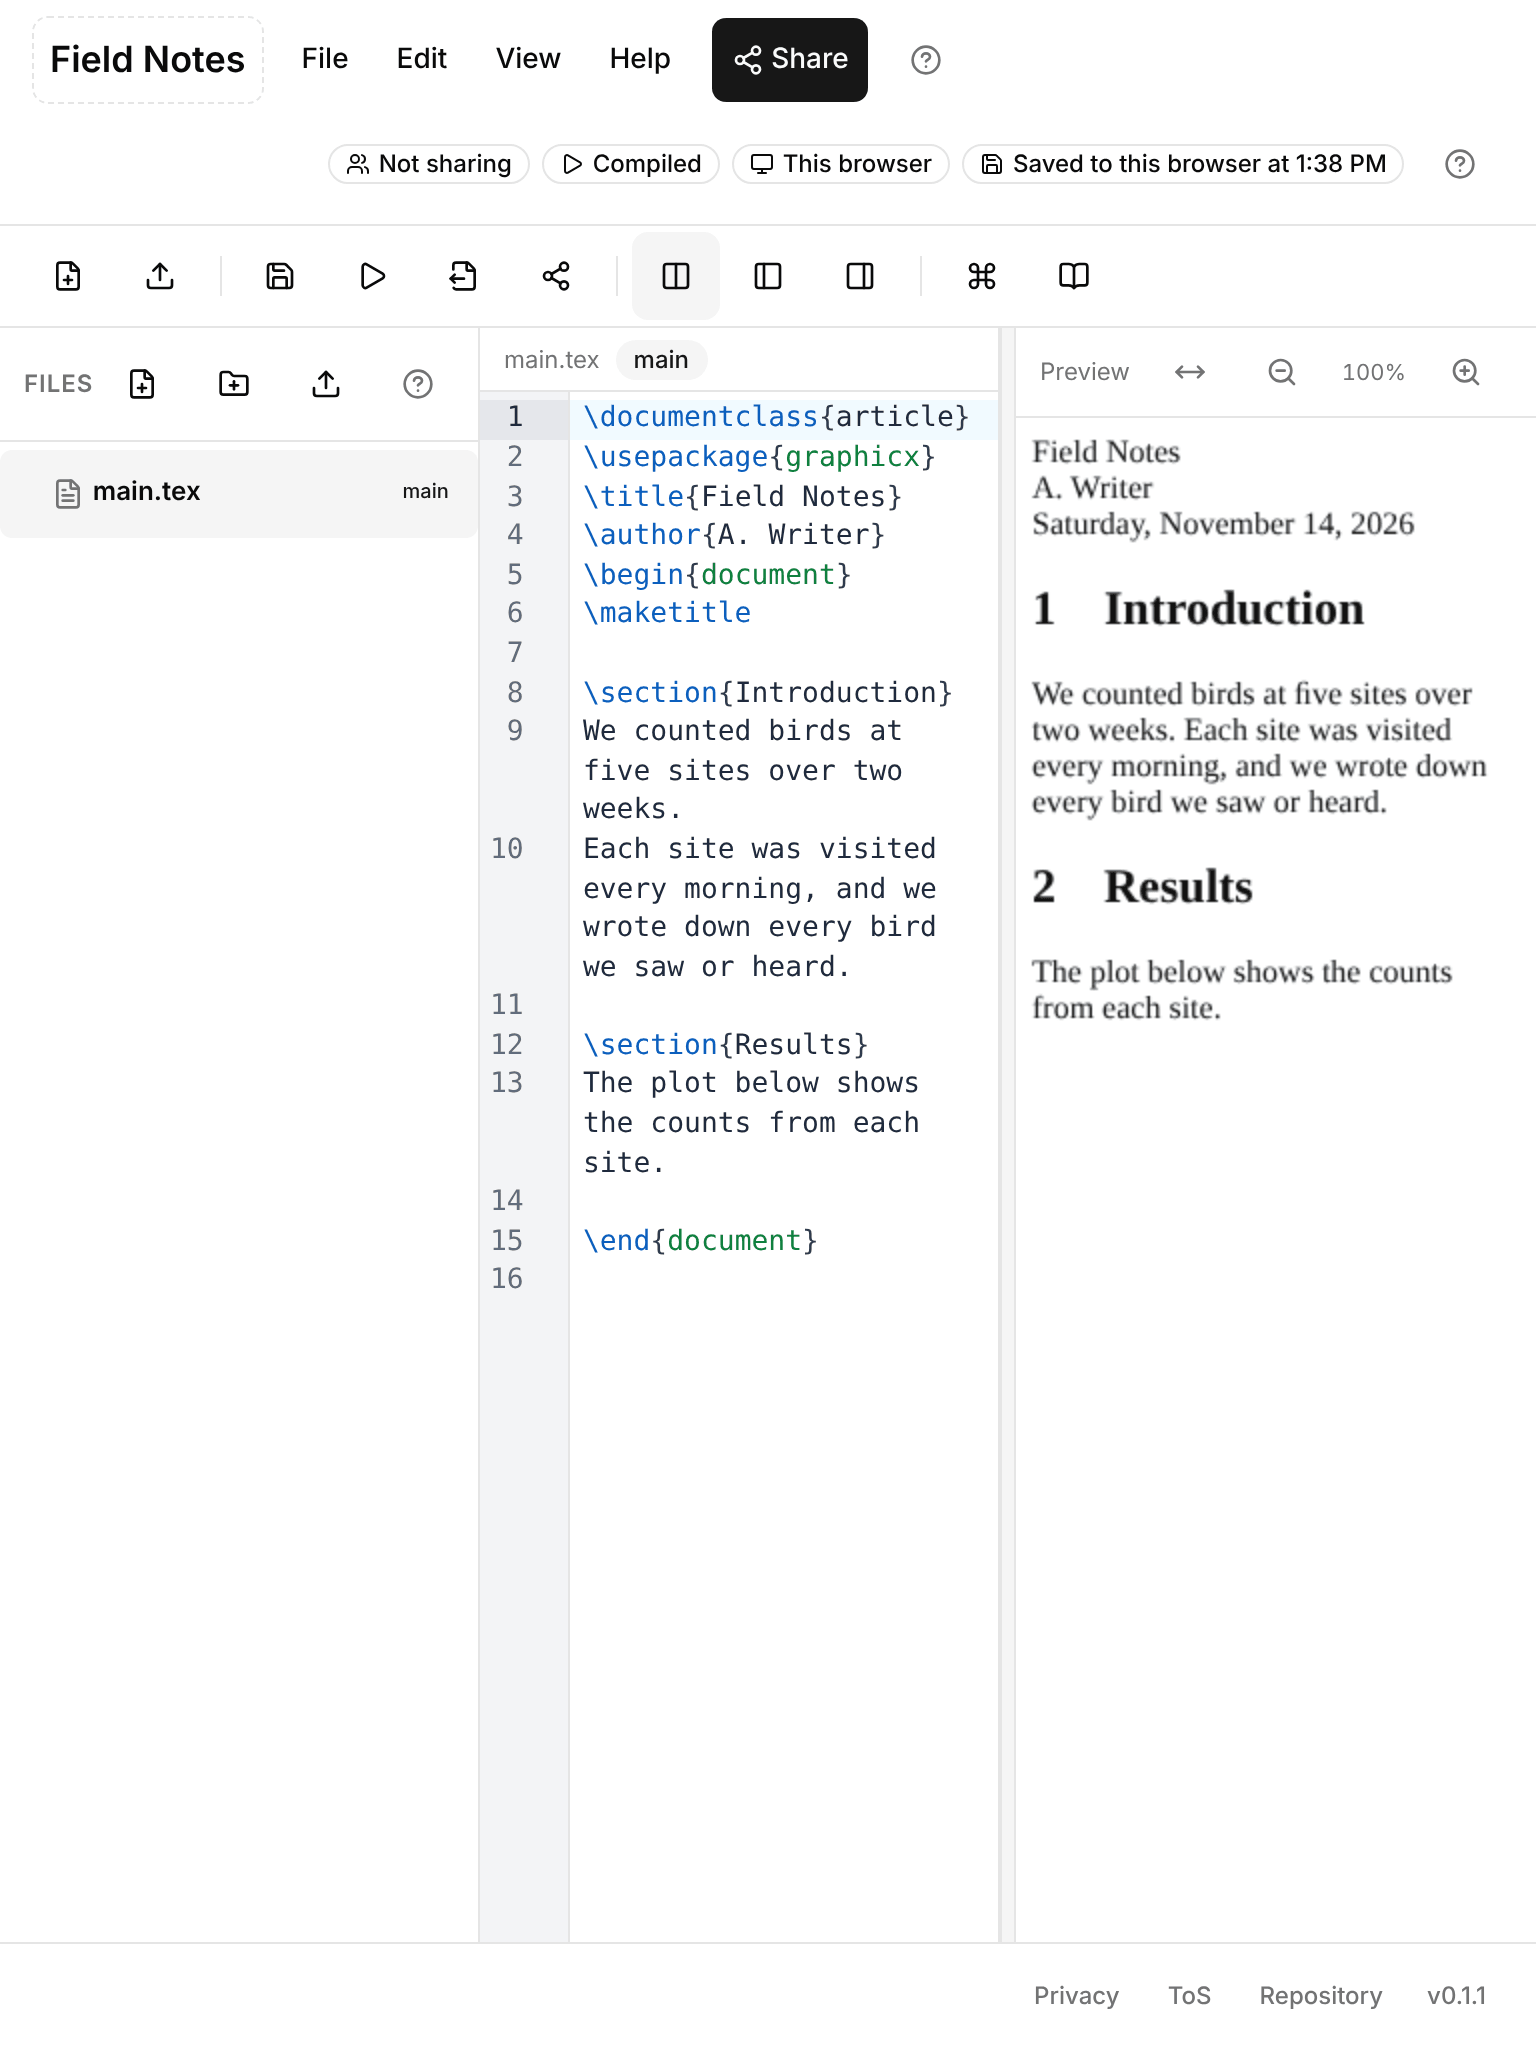 Field Notes File Edit View Help Share
Not sharing Compiled This browser Saved to this browser at 1:38 PM
FILES
main.tex main
main.tex main
1 \documentclass{article}
2 \usepackage{graphicx}
3 \title{Field Notes}
4 \author{A. Writer}
5 \begin{document}
6 \maketitle
7
8 \section{Introduction}
9 We counted birds at
five sites over two
weeks.
10 Each site was visited
every morning, and we
wrote down every bird
we saw or heard.
11
12 \section{Results}
13 The plot below shows
the counts from each
site.
14
15 \end{document}
16
Preview 100%
Field Notes
A. Writer
Saturday, November 14, 2026
1 Introduction
We counted birds at five sites over
two weeks. Each site was visited
every morning, and we wrote down
every bird we saw or heard.
2 Results
The plot below shows the counts
from each site.
Privacy ToS Repository v0.1.1